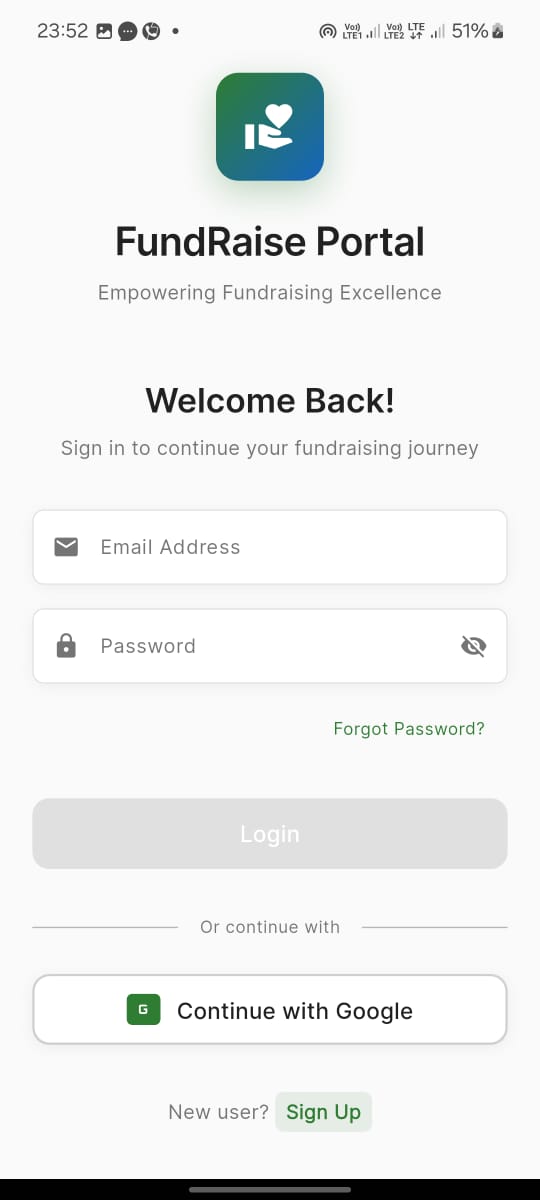 23:52
Vo) LTE1 Vo) LTE2 LTE 51%
FundRaise Portal
Empowering Fundraising Excellence
Welcome Back!
Sign in to continue your fundraising journey
Email Address
Password
Forgot Password?
Login
Or continue with
G Continue with Google
New user? Sign Up